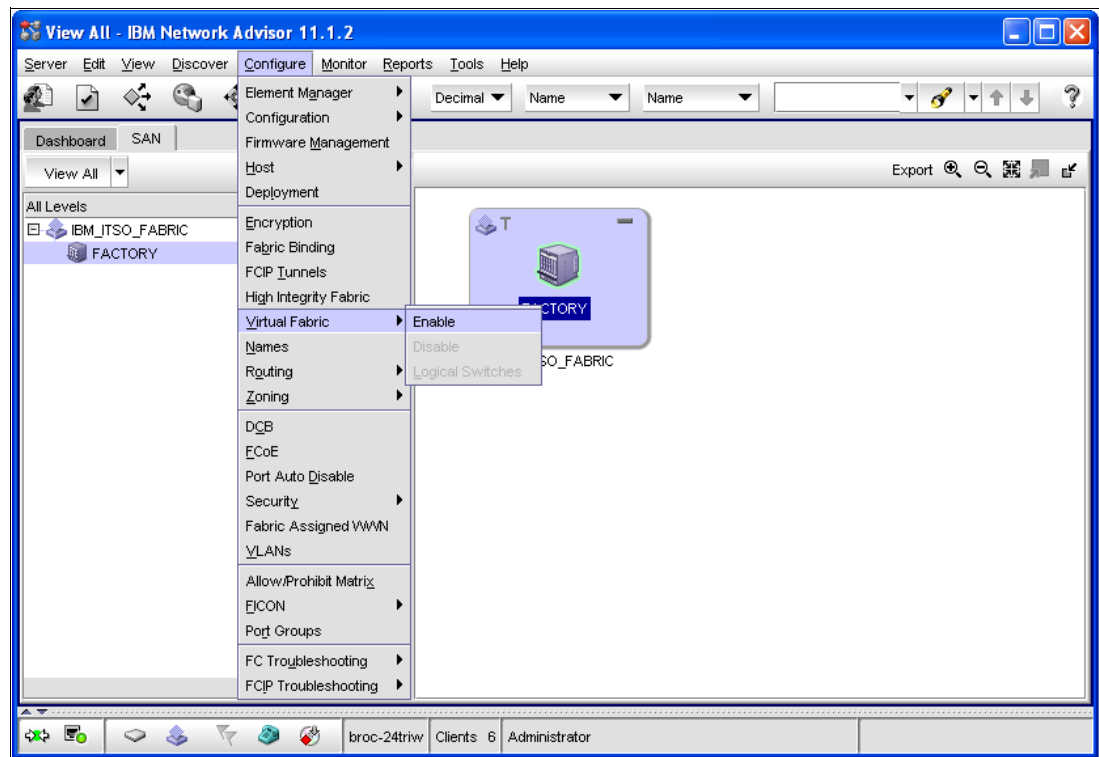 View All - IBM Network Advisor 11.1.2
Server Edit View Discover Configure Monitor Reports Tools Help
Decimal Name Name
Dashboard SAN
View All
Export
All Levels
IBM_ITSO_FABRIC
FACTORY
Element Manager
Configuration
Firmware Management
Host
Deployment
Encryption
Fabric Binding
FCIP Tunnels
High Integrity Fabric
Virtual Fabric
Names
Routing
Zoning
DCB
FCoE
Port Auto Disable
Security
Fabric Assigned WWN
VLANs
Allow/Prohibit Matrix
FICON
Port Groups
FC Troubleshooting
FCIP Troubleshooting
Enable
Disable
Logical Switches
T
CTORY
SO_FABRIC
broc-24triw Clients 6 Administrator